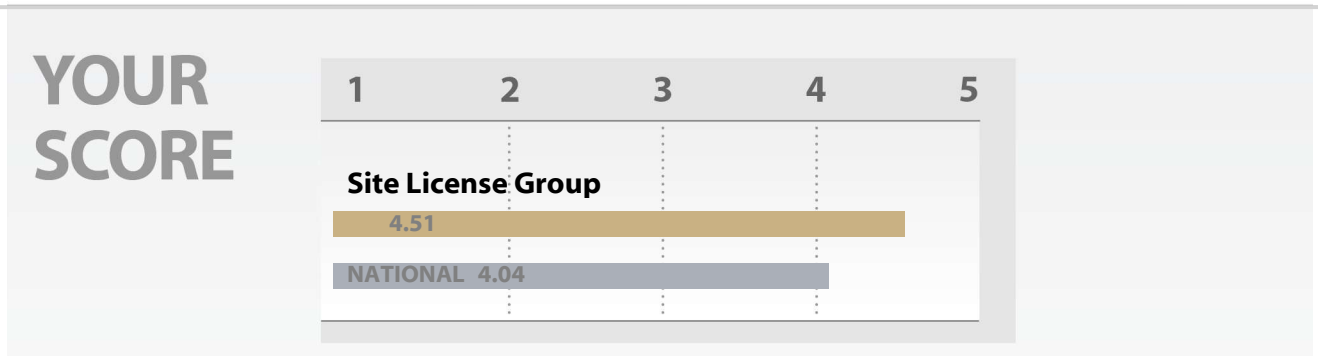 YOUR
SCORE
1 2 3 4 5
Site License Group
4.51
NATIONAL 4.04